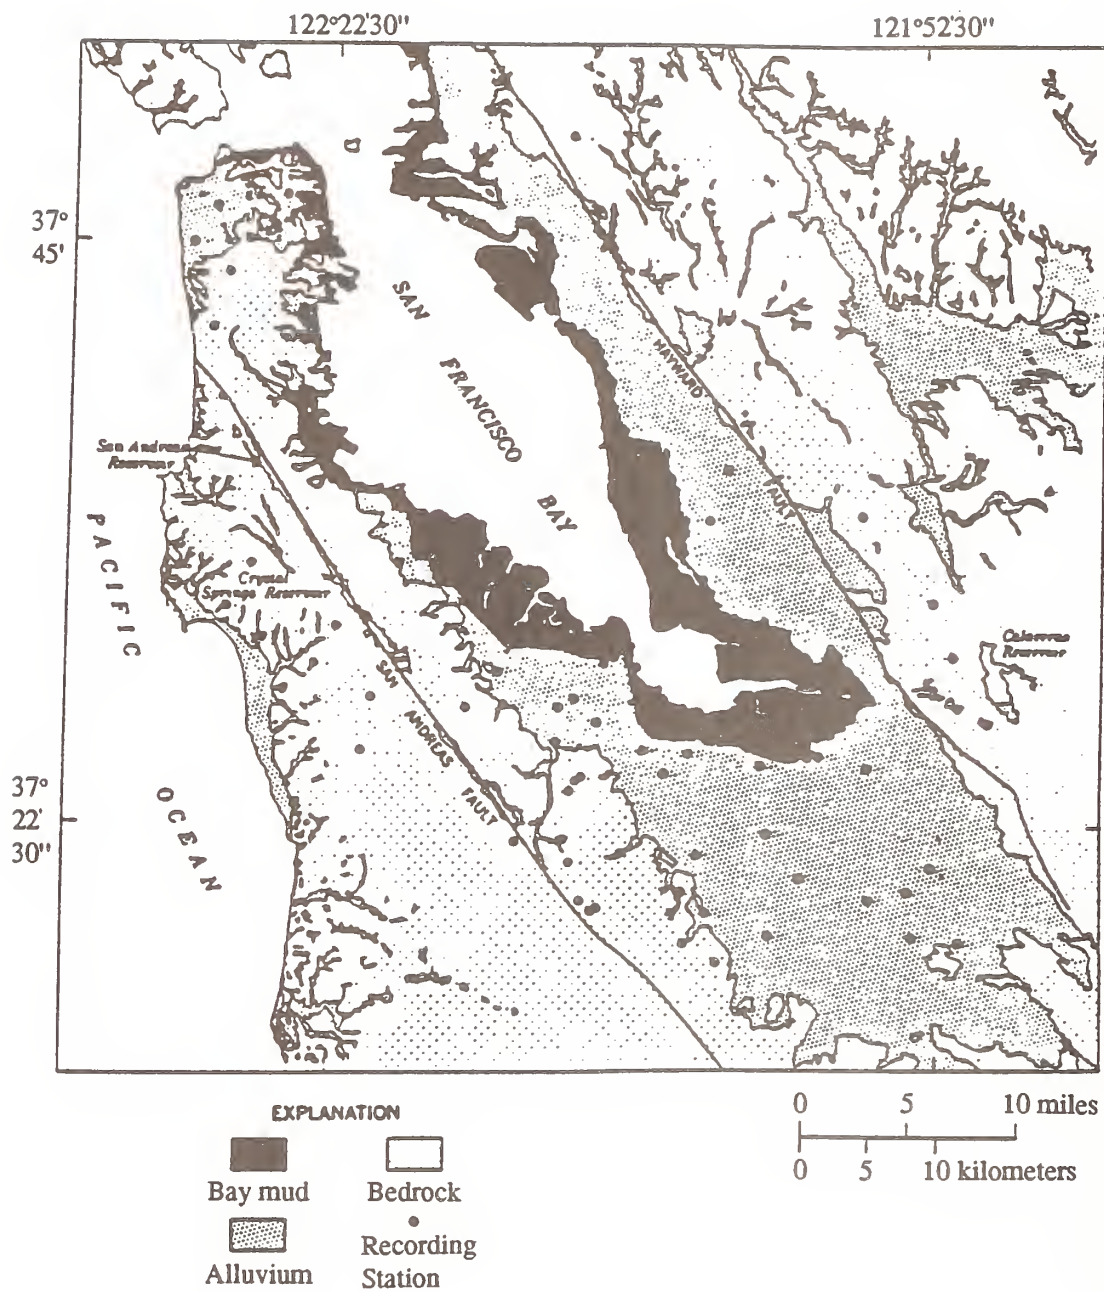 122°22'30"
121°52'30"
37°
45'
SAN
FRANCISCO
BAY
HAYWARD
FAULT
San Andreas
Reservoir
PACIFIC
Crystal
Springs Reservoir
Calaveras
Reservoir
SAN
ANDREAS
FAULT
OCEAN
37°
22'
30"
EXPLANATION
0 5 10 miles
0 5 10 kilometers
Bay mud
Bedrock
Alluvium
Recording
Station